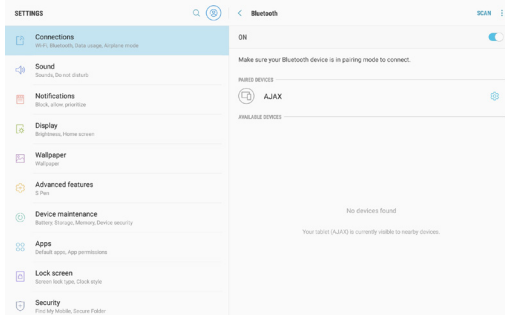 SETTINGS
Connections
Wi-Fi, Bluetooth, Data usage, Airplane mode
Sound
Sounds, Do not disturb
Notifications
Block, allow, prioritize
Display
Brightness, Home screen
Wallpaper
Wallpaper
Advanced features
S Pen
Device maintenance
Battery, Storage, Memory, Device security
Apps
Default apps, App permissions
Lock screen
Screen lock type, Clock style
Security
Find My Mobile, Secure Folder
Bluetooth
SCAN
ON
Make sure your Bluetooth device is in pairing mode to connect.
PAIRED DEVICES
AJAX
AVAILABLE DEVICES
No devices found
Your tablet (AJAX) is currently visible to nearby devices.